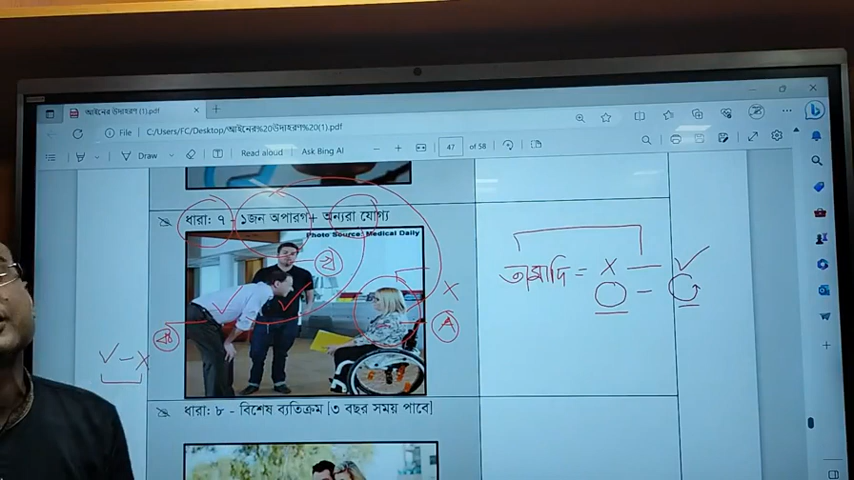 আইনের উদাহরণ (1).pdf
File
C:/Users/FC/Desktop/আইনের%20উদাহরণ%20(1).pdf
Draw
Read aloud
Ask Bing AI
47
of 58
ধারা: ৭ - ১জন অপারগ+ অন্যরা যোগ্য
Photo Source: Medical Daily
A
X
তামাদি = x — ✓
✓ – x
ধারা: ৮ - বিশেষ ব্যতিক্রম [৩ বছর সময় পাবে]